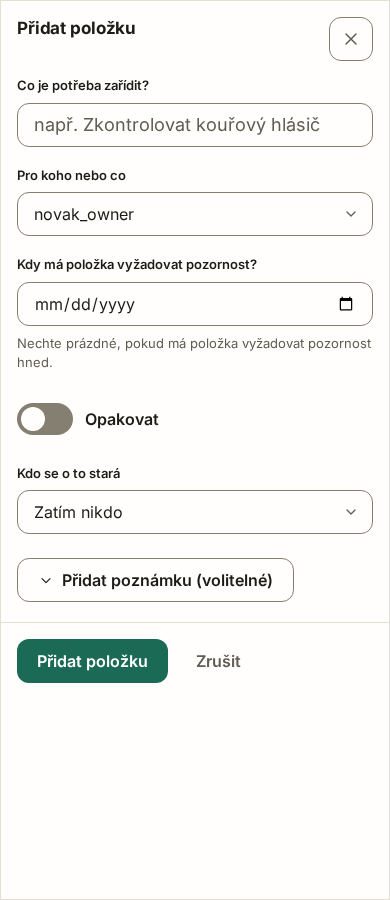 Přidat položku
Co je potřeba zařídit?
např. Zkontrolovat kouřový hlásič
Pro koho nebo co
novak_owner
Kdy má položka vyžadovat pozornost?
mm/dd/yyyy
Nechte prázdné, pokud má položka vyžadovat pozornost
hned.
Opakovat
Kdo se o to stará
Zatím nikdo
Přidat poznámku (volitelné)
Přidat položku
Zrušit